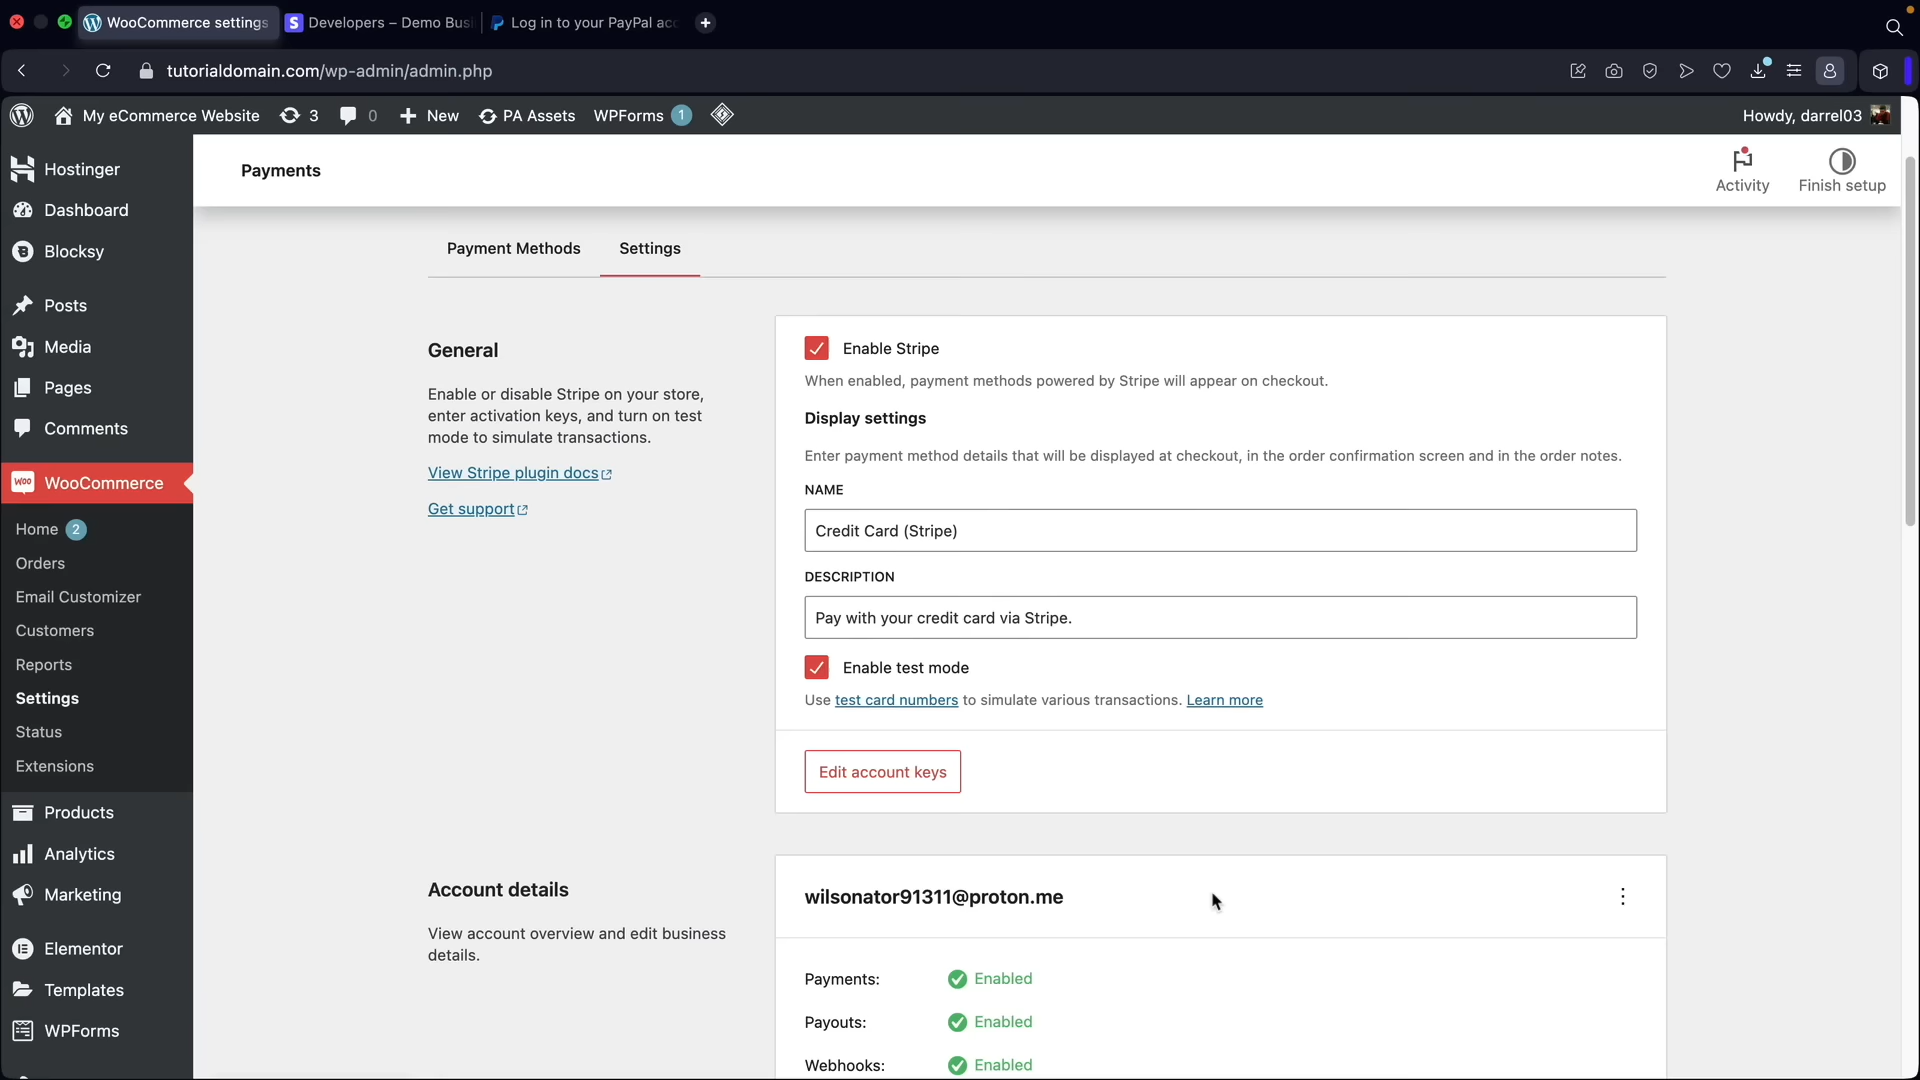 WooCommerce settings
Developers – Demo Busi
Log in to your PayPal acc
tutorialdomain.com/wp-admin/admin.php
My eCommerce Website 3 0 New PA Assets WPForms 1
Howdy, darrel03
Hostinger
Dashboard
Blocksy
Posts
Media
Pages
Comments
WOO WooCommerce
Home 2
Orders
Email Customizer
Customers
Reports
Settings
Status
Extensions
Products
Analytics
Marketing
Elementor
Templates
WPForms
Payments
Activity
Finish setup
Payment Methods
Settings
General
Enable or disable Stripe on your store,
enter activation keys, and turn on test
mode to simulate transactions.
View Stripe plugin docs
Get support
Enable Stripe
When enabled, payment methods powered by Stripe will appear on checkout.
Display settings
Enter payment method details that will be displayed at checkout, in the order confirmation screen and in the order notes.
NAME
Credit Card (Stripe)
DESCRIPTION
Pay with your credit card via Stripe.
Enable test mode
Use test card numbers to simulate various transactions. Learn more
Edit account keys
Account details
View account overview and edit business
details.
wilsonator91311@proton.me
Payments: Enabled
Payouts: Enabled
Webhooks: Enabled